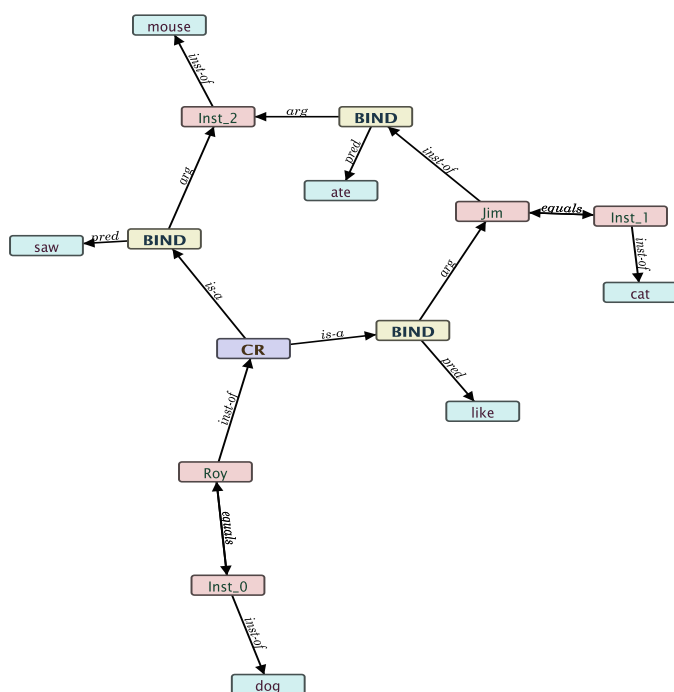 mouse
inst-of
Inst_2
arg
BIND
inst-of
pred
ate
arg
Jim
equals
Inst_1
saw
pred
BIND
inst-of
cat
is-a
arg
CR
is-a
BIND
pred
like
inst-of
Roy
equals
Inst_0
inst-of
dog